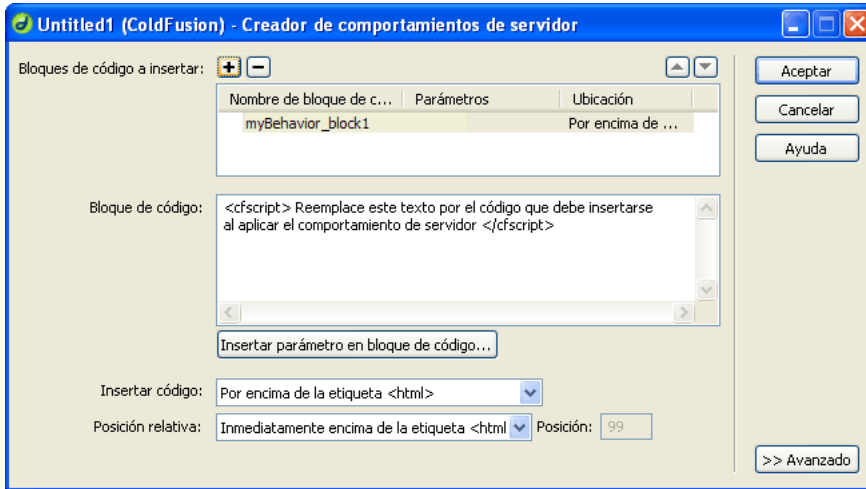 Untitled1 (ColdFusion) - Creador de comportamientos de servidor
Bloques de código a insertar:
Nombre de bloque de c... Parámetros Ubicación
myBehavior_block1 Por encima de ...
Bloque de código:
<cfscript> Reemplace este texto por el código que debe insertarse
al aplicar el comportamiento de servidor </cfscript>
Insertar parámetro en bloque de código...
Insertar código: Por encima de la etiqueta <html>
Posición relativa: Inmediatamente encima de la etiqueta <html Posición: 99
Aceptar
Cancelar
Ayuda
>> Avanzado